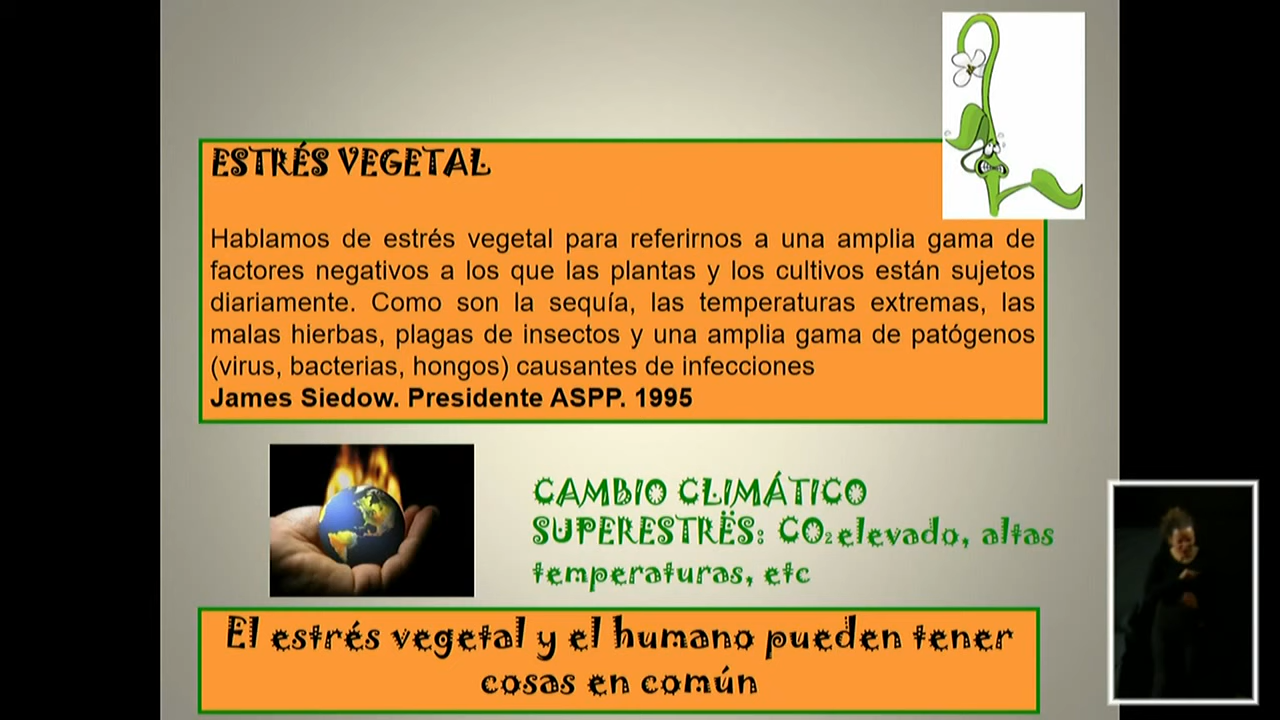 ESTRÉS VEGETAL
Hablamos de estrés vegetal para referirnos a una amplia gama de
factores negativos a los que las plantas y los cultivos están sujetos
diariamente. Como son la sequía, las temperaturas extremas, las
malas hierbas, plagas de insectos y una amplia gama de patógenos
(virus, bacterias, hongos) causantes de infecciones
James Siedow. Presidente ASPP. 1995
CAMBIO CLIMÁTICO
SUPERESTRËS: CO₂ elevado, altas
temperaturas, etc
El estrés vegetal y el humano pueden tener
cosas en común